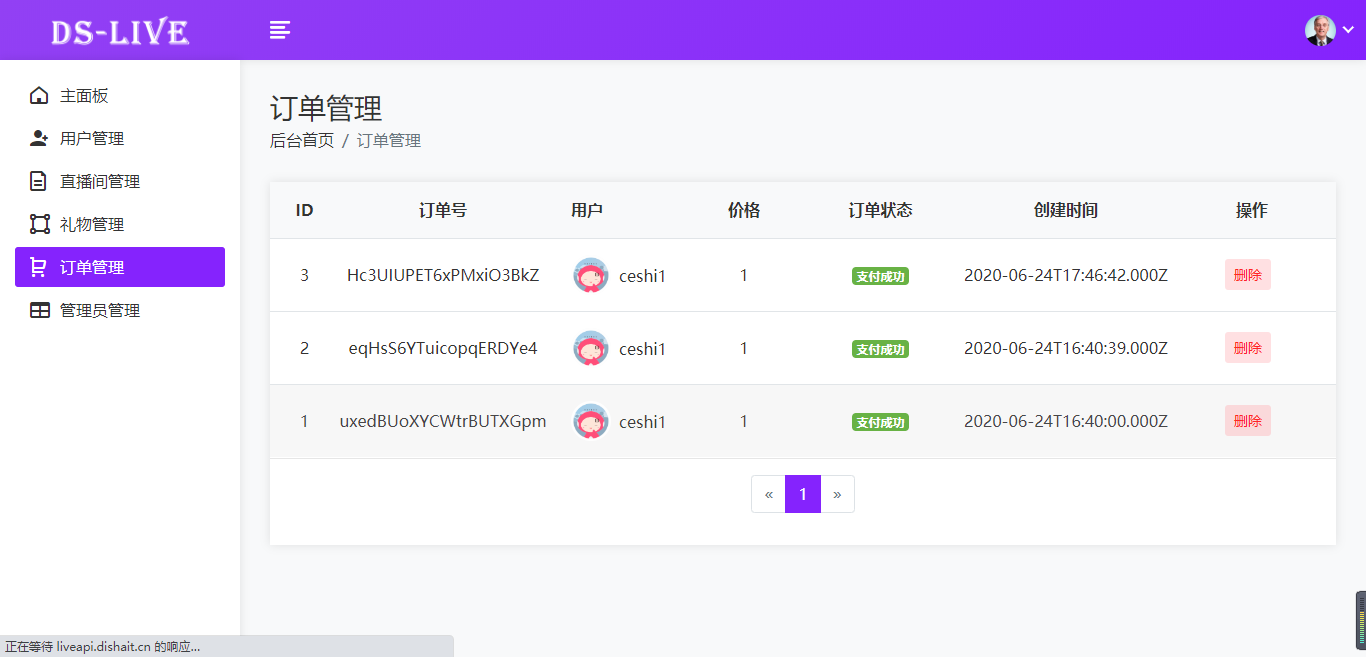 DS-LIVE
主面板
用户管理
直播间管理
礼物管理
订单管理
管理员管理
订单管理
后台首页 / 订单管理
ID 订单号 用户 价格 订单状态 创建时间 操作
3 Hc3UIUPET6xPMxiO3BkZ ceshi1 1 支付成功 2020-06-24T17:46:42.000Z 删除
2 eqHsS6YTuicopqERDYe4 ceshi1 1 支付成功 2020-06-24T16:40:39.000Z 删除
1 uxedBUoXYCWtrBUTXGpm ceshi1 1 支付成功 2020-06-24T16:40:00.000Z 删除
« 1 »
正在等待 liveapi.dishait.cn 的响应...